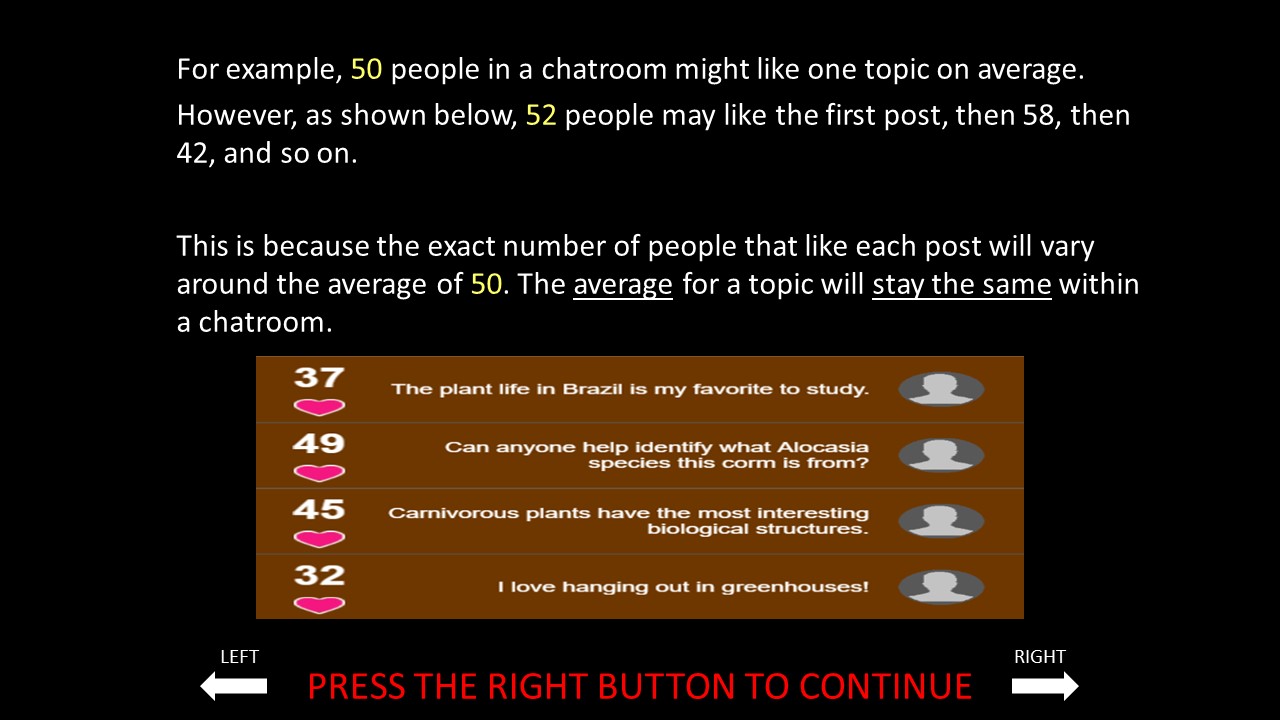 For example, 50 people in a chatroom might like one topic on average.
However, as shown below, 52 people may like the first post, then 58, then
42, and so on.
This is because the exact number of people that like each post will vary
around the average of 50. The average for a topic will stay the same within
a chatroom.
37
The plant life in Brazil is my favorite to study.
49
Can anyone help identify what Alocasia
species this corm is from?
45
Carnivorous plants have the most interesting
biological structures.
32
I love hanging out in greenhouses!
LEFT
RIGHT
PRESS THE RIGHT BUTTON TO CONTINUE